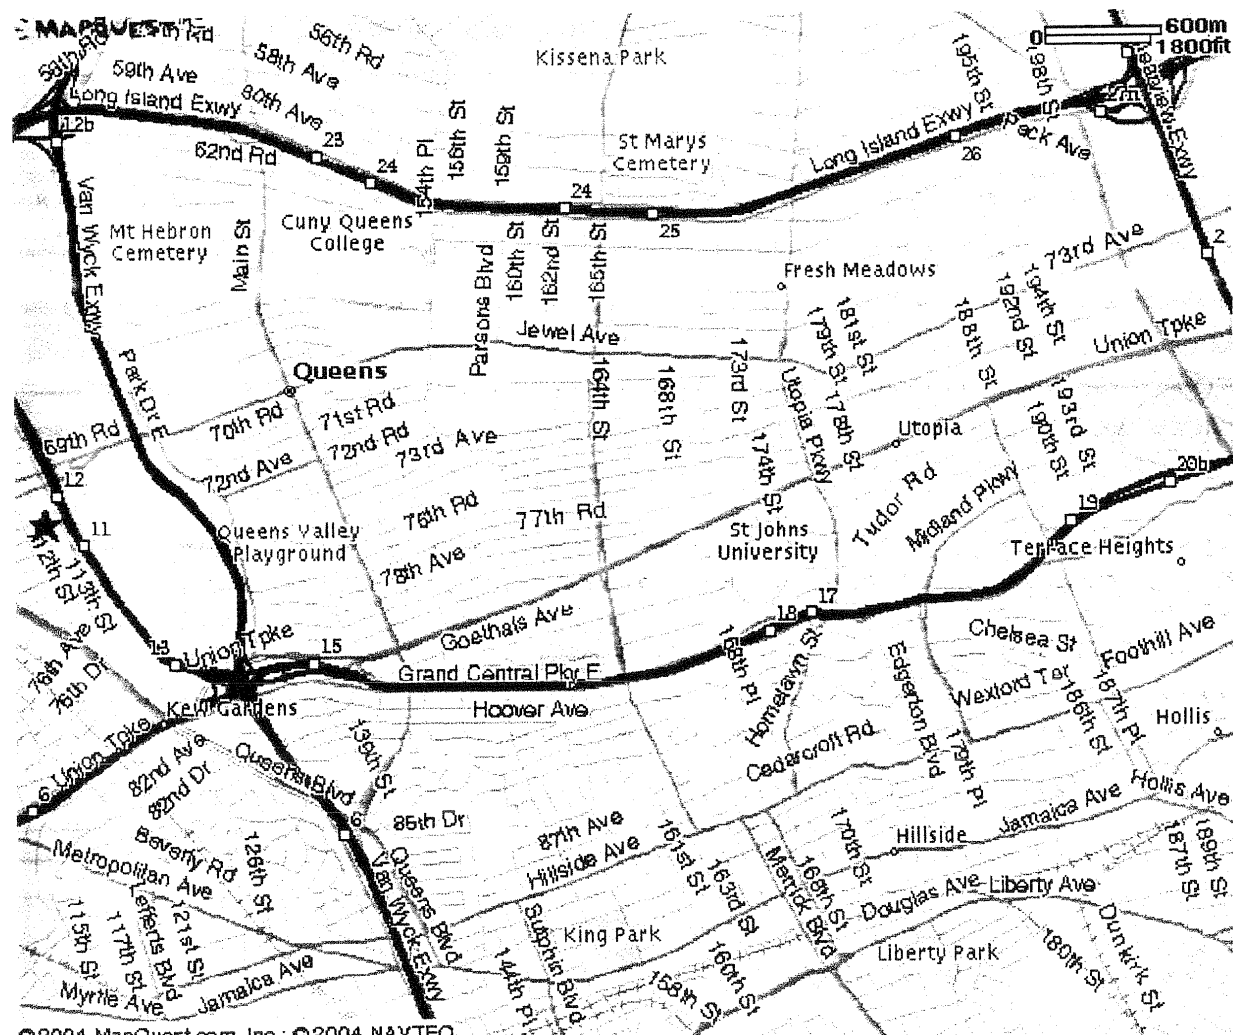 MAPQUEST
59th Rd
56th Rd
58th Ave
59th Ave
60th Ave
Long Island Exwy
62nd Rd
12b
23
24
154th Pl
156th St
159th St
Kissena Park
St Marys
Cemetery
195th St
198th St
0
600m
1800ft
Long Island Exwy
26
Peck Ave
24
25
2
Van Wyck Exwy
Mt Hebron
Cemetery
Main St
Cuny Queens
College
Parsons Blvd
160th St
162nd St
165th St
Fresh Meadows
73rd Ave
181st St
179th St
188th St
192nd St
194th St
Union Tpke
Jewel Ave
Park Dr E
Queens
69th Rd
70th Rd
71st Rd
72nd Rd
73rd Ave
72nd Ave
164th St
168th St
173rd St
174th St
Utopia Pkwy
178th St
Utopia
190th St
193rd St
12
11
112th St
113th St
Queens Valley
Playground
76th Rd
77th Rd
78th Ave
St Johns
University
Tudor Rd
Midland Pkwy
19
20b
Terrace Heights
76th Ave
76th Dr
13
Union Tpke
15
Goethals Ave
Grand Central Pkwy E
Hoover Ave
18
17
168th Pl
Homelawn St
Edgerton Blvd
Chelsea St
Wexford Ter
Foothill Ave
186th St
187th Pl
Hollis
Kew Gardens
Union Tpke
6
82nd Ave
82nd Dr
Queens Blvd
139th St
Cedarcroft Rd
179th Pl
Hollis Ave
Jamaica Ave
6
85th Dr
87th Ave
Hillside Ave
161st St
163rd St
Merrick Blvd
168th St
170th St
Hillside
187th St
189th St
Metropolitan Ave
Beverly Rd
126th St
Van Wyck Exwy
Queens Blvd
Douglas Ave
Liberty Ave
115th St
117th St
Lefferts Blvd
121st St
Sutphin Blvd
144th Pl
King Park
158th St
160th St
Liberty Park
180th St
Dunkirk St
Myrtle Ave
Jamaica Ave
©2004 MapQuest.com, Inc.; ©2004 NAVTEQ